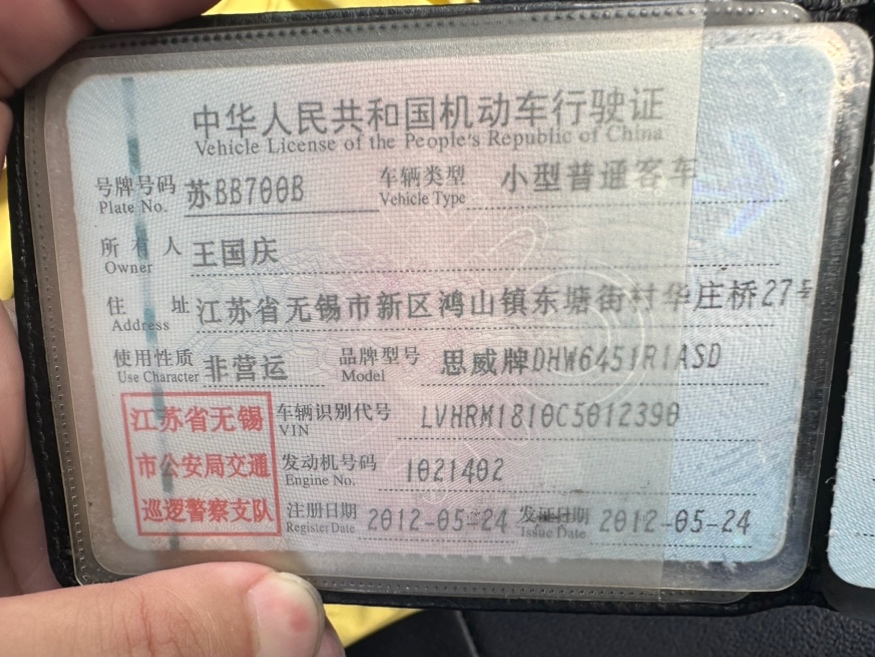 中华人民共和国机动车行驶证
Vehicle License of the People's Republic of China
号牌号码 苏BB700B 车辆类型 小型普通客车
Plate No. Vehicle Type
所有人 王国庆
Owner
住址 江苏省无锡市新区鸿山镇东塘街村华庄桥27号
Address
使用性质 非营运 品牌型号 思威牌DHW6451R1ASD
Use Character Model
江苏省无锡 车辆识别代号 LVHRM1810C5012390
VIN
市公安局交通 发动机号码 1021402
Engine No.
巡逻警察支队 注册日期 2012-05-24 发证日期 2012-05-24
Register Date Issue Date